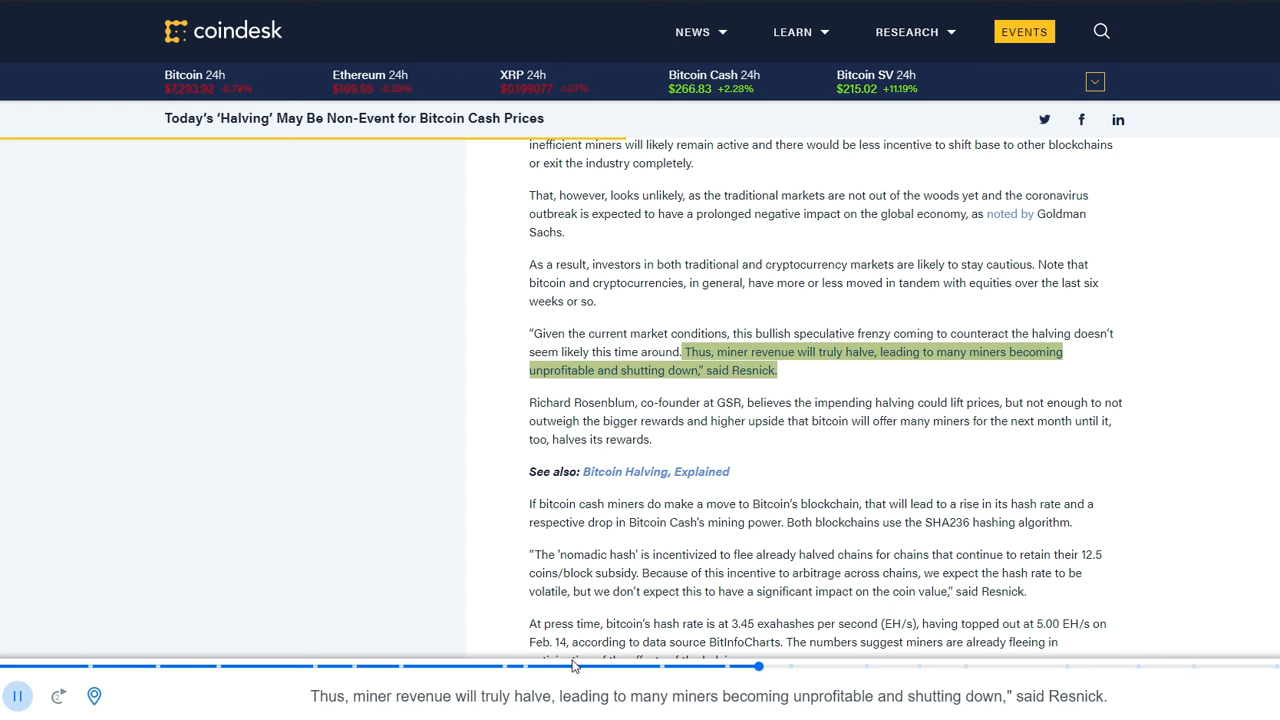 coindesk
NEWS
LEARN
RESEARCH
EVENTS
Bitcoin 24h
Ethereum 24h
XRP 24h
Bitcoin Cash 24h
Bitcoin SV 24h
$7,293.92 -0.79%
$169.55 -0.38%
$0.199077 -1.07%
$266.83 +2.28%
$215.02 +11.19%
Today's ‘Halving’ May Be Non-Event for Bitcoin Cash Prices
inefficient miners will likely remain active and there would be less incentive to shift base to other blockchains
or exit the industry completely.
That, however, looks unlikely, as the traditional markets are not out of the woods yet and the coronavirus
outbreak is expected to have a prolonged negative impact on the global economy, as noted by Goldman
Sachs.
As a result, investors in both traditional and cryptocurrency markets are likely to stay cautious. Note that
bitcoin and cryptocurrencies, in general, have more or less moved in tandem with equities over the last six
weeks or so.
“Given the current market conditions, this bullish speculative frenzy coming to counteract the halving doesn’t
seem likely this time around. Thus, miner revenue will truly halve, leading to many miners becoming
unprofitable and shutting down,” said Resnick.
Richard Rosenblum, co-founder at GSR, believes the impending halving could lift prices, but not enough to not
outweigh the bigger rewards and higher upside that bitcoin will offer many miners for the next month until it,
too, halves its rewards.
See also: Bitcoin Halving, Explained
If bitcoin cash miners do make a move to Bitcoin’s blockchain, that will lead to a rise in its hash rate and a
respective drop in Bitcoin Cash’s mining power. Both blockchains use the SHA236 hashing algorithm.
“The ’nomadic hash’ is incentivized to flee already halved chains for chains that continue to retain their 12.5
coins/block subsidy. Because of this incentive to arbitrage across chains, we expect the hash rate to be
volatile, but we don’t expect this to have a significant impact on the coin value,” said Resnick.
At press time, bitcoin’s hash rate is at 3.45 exahashes per second (EH/s), having topped out at 5.00 EH/s on
Feb. 14, according to data source BitInfoCharts. The numbers suggest miners are already fleeing in
Thus, miner revenue will truly halve, leading to many miners becoming unprofitable and shutting down," said Resnick.